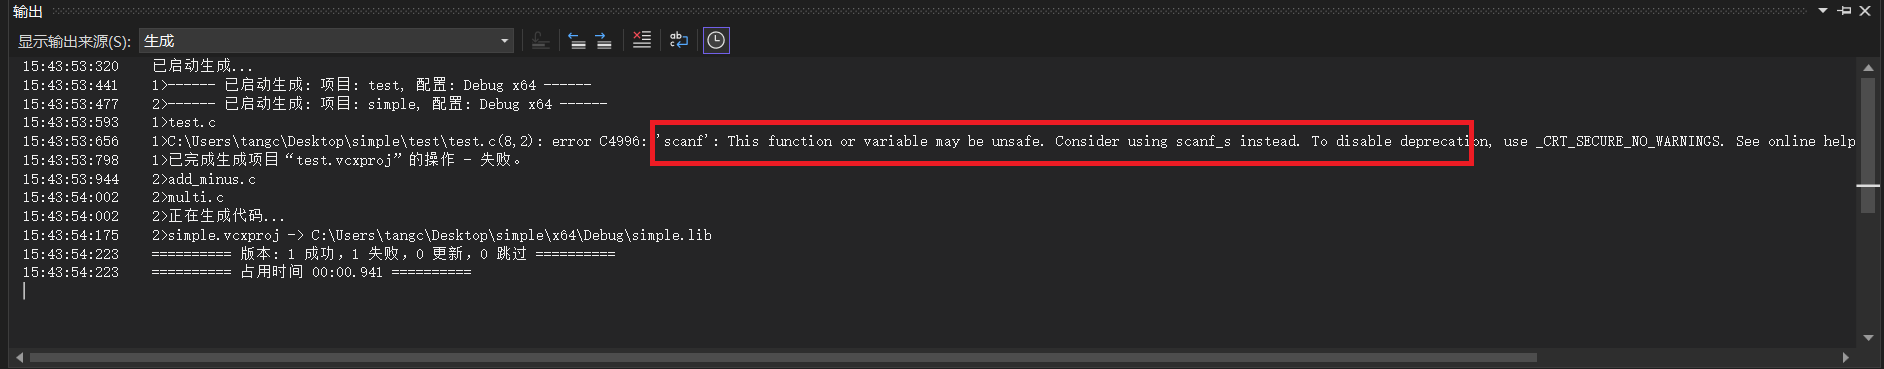 输出
显示输出来源(S): 生成
15:43:53:320 已启动生成...
15:43:53:441 1>------ 已启动生成: 项目: test, 配置: Debug x64 ------
15:43:53:477 2>------ 已启动生成: 项目: simple, 配置: Debug x64 ------
15:43:53:593 1>test.c
15:43:53:656 1>C:\Users\tangc\Desktop\simple\test\test.c(8,2): error C4996: 'scanf': This function or variable may be unsafe. Consider using scanf_s instead. To disable deprecation, use _CRT_SECURE_NO_WARNINGS. See online help
15:43:53:798 1>已完成生成项目“test.vcxproj”的操作 - 失败。
15:43:53:944 2>add_minus.c
15:43:54:002 2>multi.c
15:43:54:002 2>正在生成代码...
15:43:54:175 2>simple.vcxproj -> C:\Users\tangc\Desktop\simple\x64\Debug\simple.lib
15:43:54:223 ========== 版本: 1 成功，1 失败，0 更新，0 跳过 ==========
15:43:54:223 ========== 占用时间 00:00.941 ==========